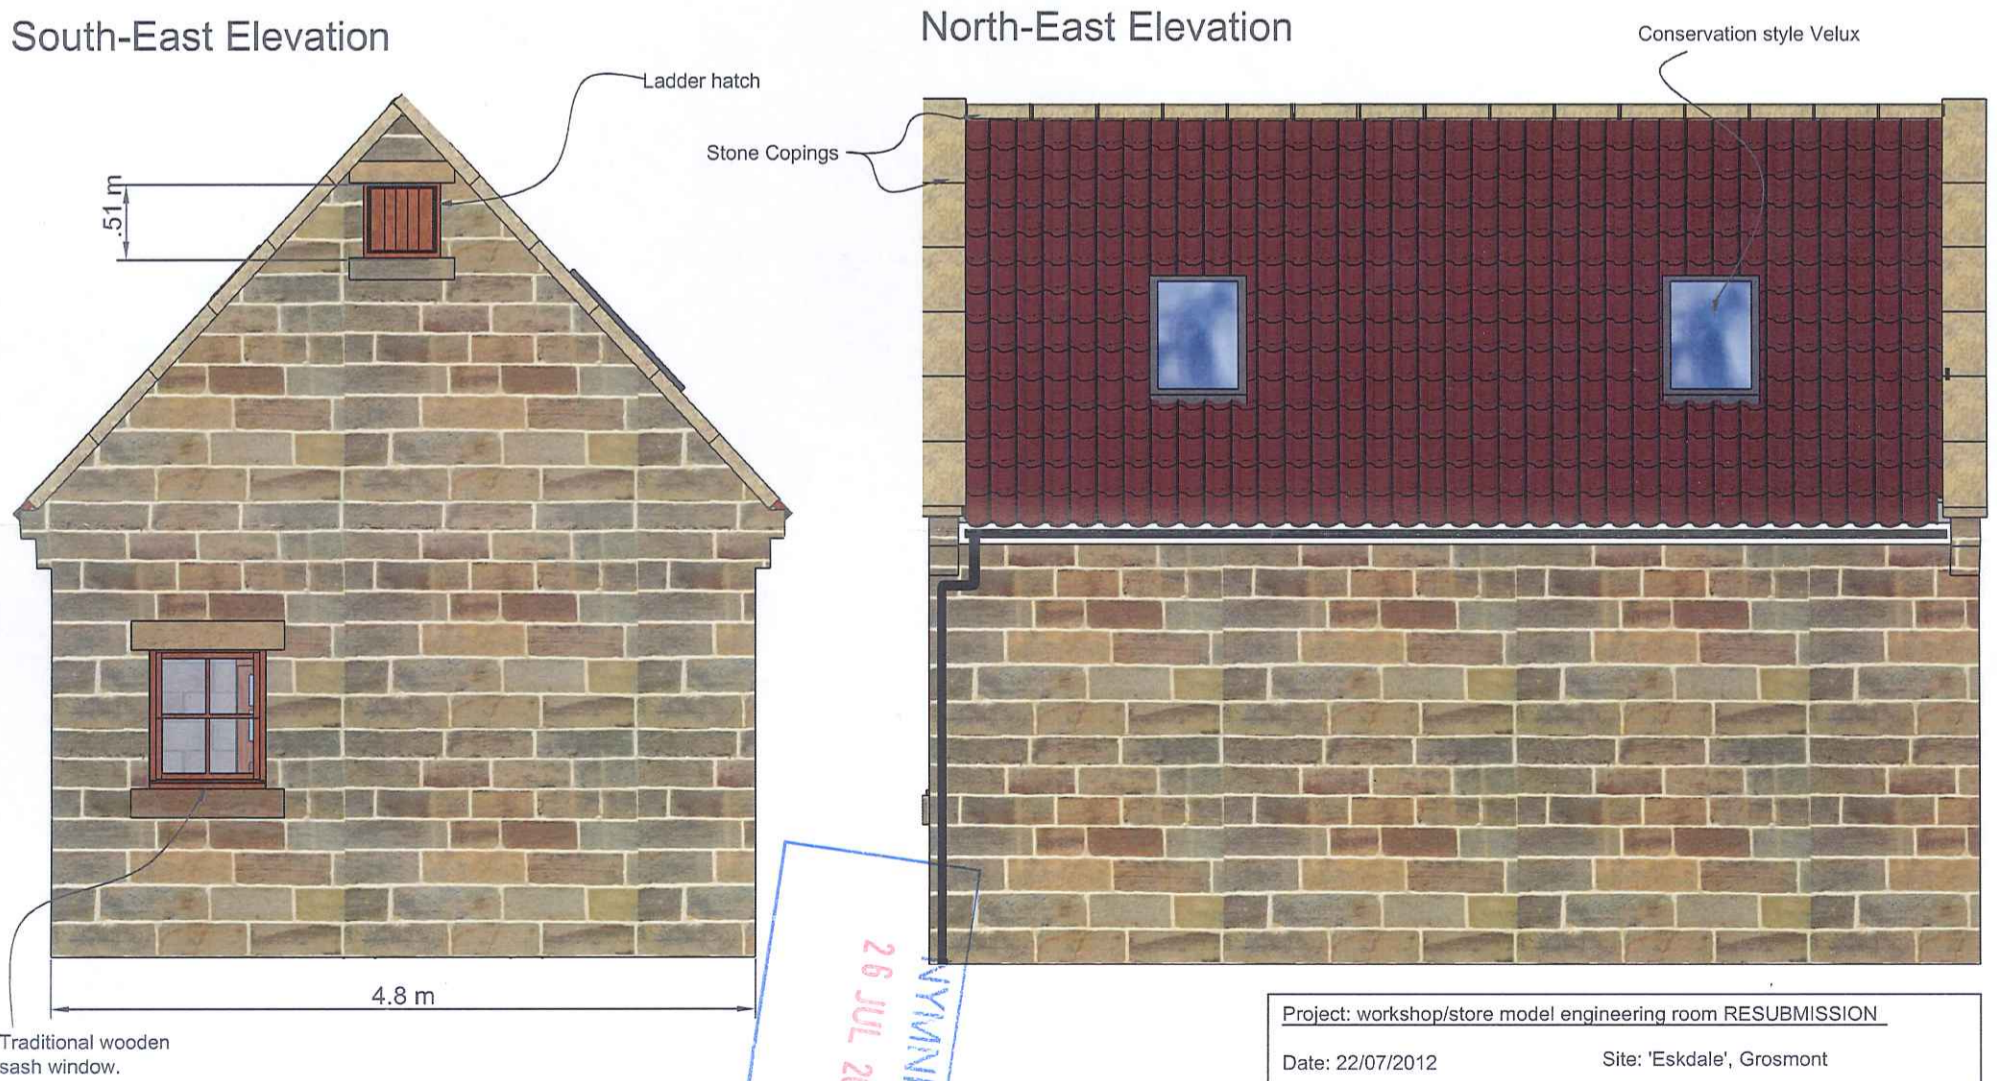 South-East Elevation
North-East Elevation
Conservation style Velux
Ladder hatch
Stone Copings
.51 m
4.8 m
Traditional wooden
sash window.
26 JUL
Project: workshop/store model engineering room RESUBMISSION
Date: 22/07/2012
Site: 'Eskdale', Grosmont